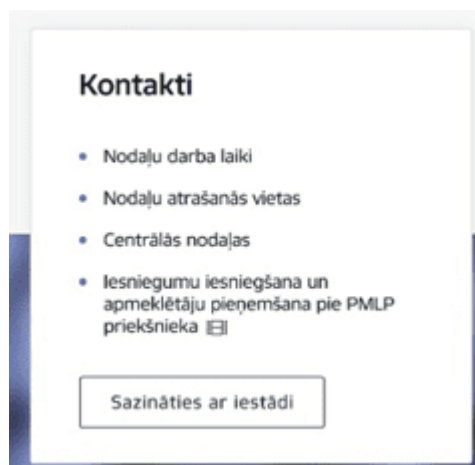 Kontakti
Nodaļu darba laiki
Nodaļu atrašanās vietas
Centrālās nodaļas
Iesniegumu iesniegšana un
apmeklētāju pieņemšana pie PMLP
priekšnieka
Sazināties ar iestādi